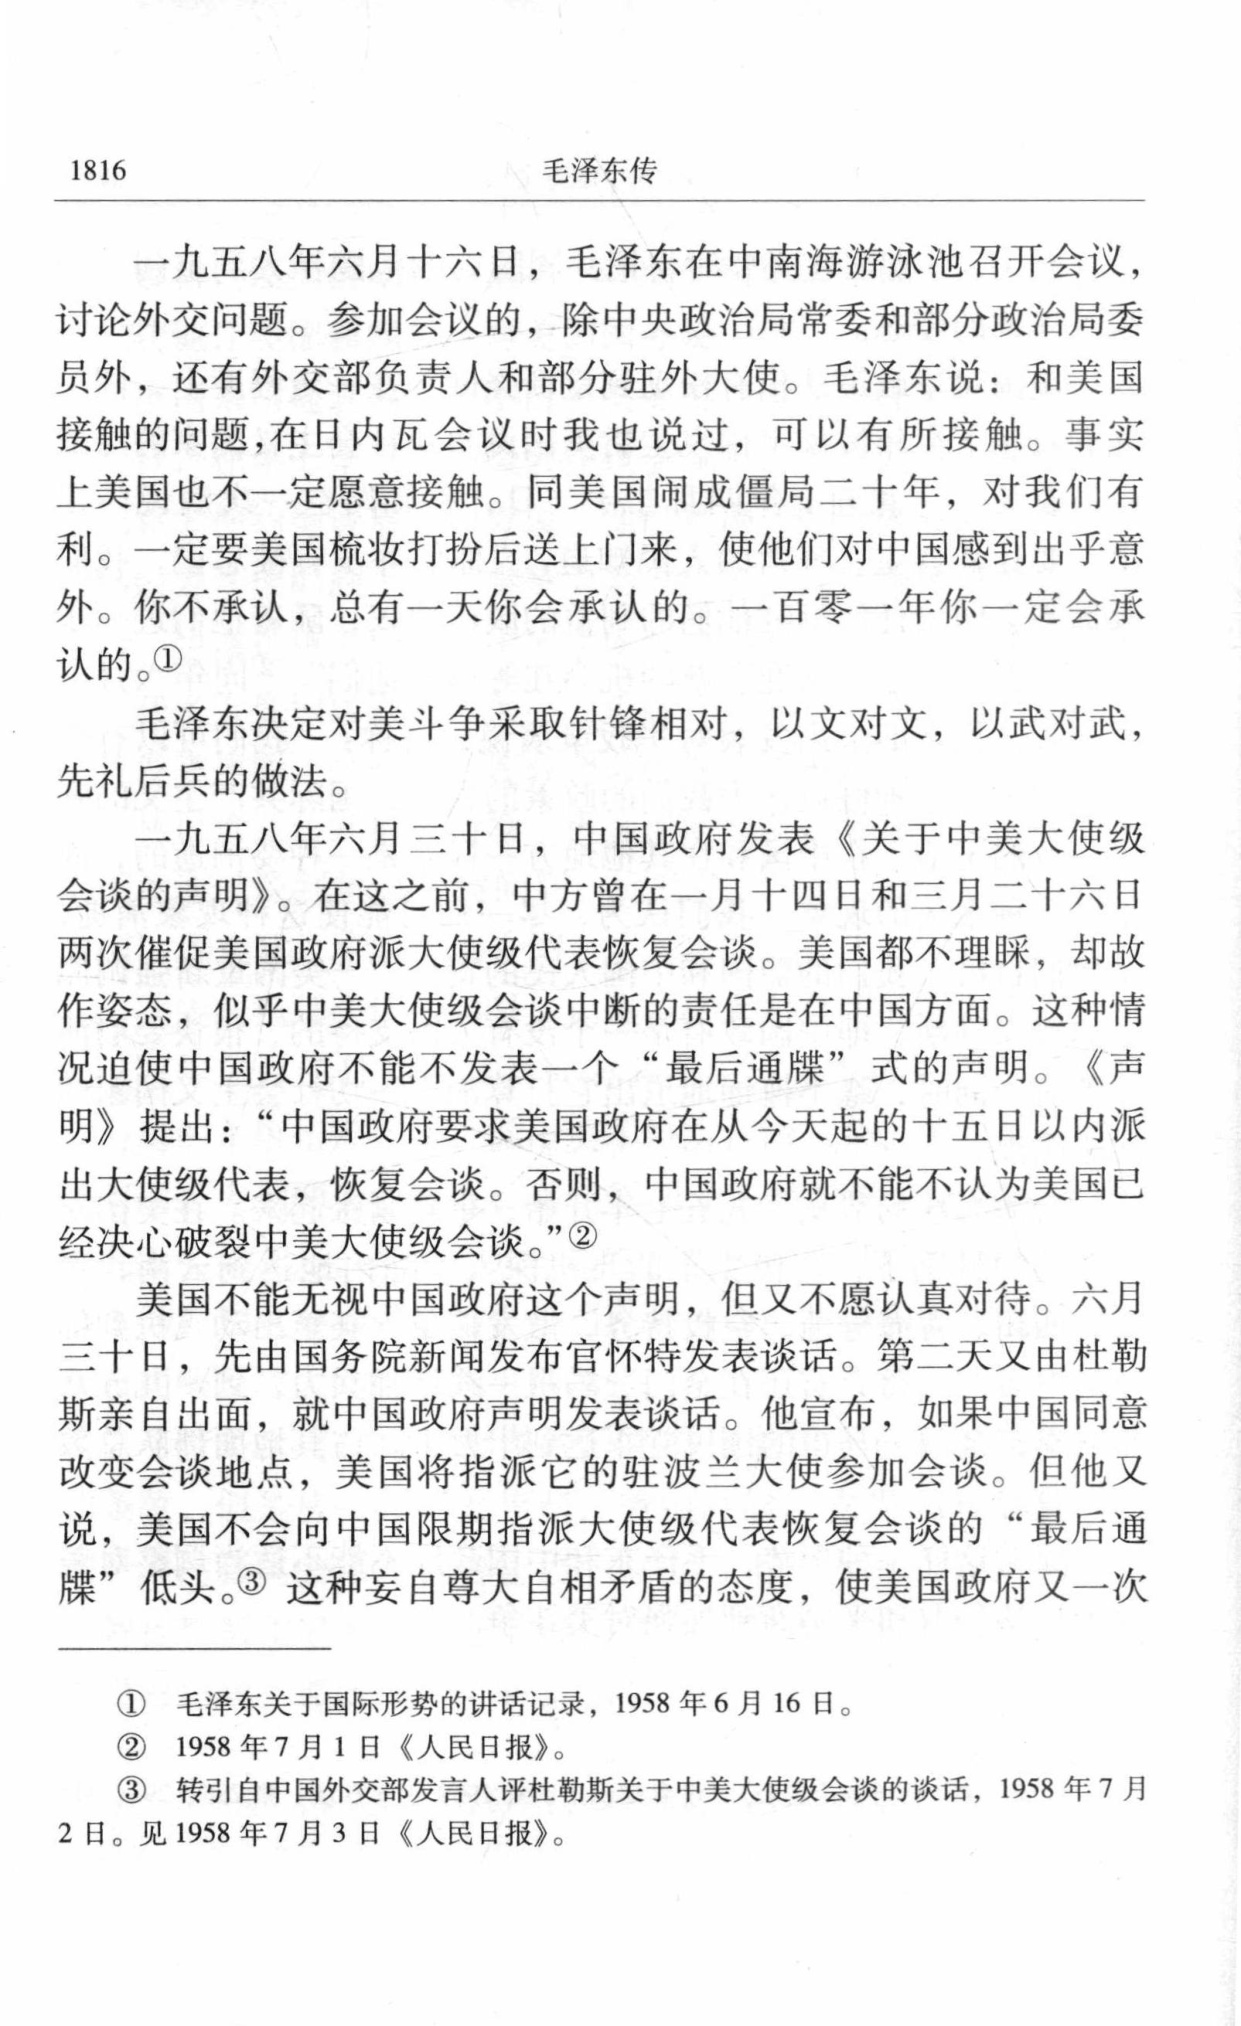 1816 毛泽东传
一九五八年六月十六日，毛泽东在中南海游泳池召开会议，
讨论外交问题。参加会议的，除中央政治局常委和部分政治局委
员外，还有外交部负责人和部分驻外大使。毛泽东说：和美国
接触的问题，在日内瓦会议时我也说过，可以有所接触。事实
上美国也不一定愿意接触。同美国闹成僵局二十年，对我们有
利。一定要美国梳妆打扮后送上门来，使他们对中国感到出乎意
外。你不承认，总有一天你会承认的。一百零一年你一定会承
认的。①
毛泽东决定对美斗争采取针锋相对，以文对文，以武对武，
先礼后兵的做法。
一九五八年六月三十日，中国政府发表《关于中美大使级
会谈的声明》。在这之前，中方曾在一月十四日和三月二十六日
两次催促美国政府派大使级代表恢复会谈。美国都不理睬，却故
作姿态，似乎中美大使级会谈中断的责任是在中国方面。这种情
况迫使中国政府不能不发表一个“最后通牒”式的声明。《声
明》提出：“中国政府要求美国政府在从今天起的十五日以内派
出大使级代表，恢复会谈。否则，中国政府就不能不认为美国已
经决心破裂中美大使级会谈。”②
美国不能无视中国政府这个声明，但又不愿认真对待。六月
三十日，先由国务院新闻发布官怀特发表谈话。第二天又由杜勒
斯亲自出面，就中国政府声明发表谈话。他宣布，如果中国同意
改变会谈地点，美国将指派它的驻波兰大使参加会谈。但他又
说，美国不会向中国限期指派大使级代表恢复会谈的“最后通
牒”低头。③ 这种妄自尊大自相矛盾的态度，使美国政府又一次
① 毛泽东关于国际形势的讲话记录，1958 年 6 月 16 日。
② 1958 年 7 月 1 日《人民日报》。
③ 转引自中国外交部发言人评杜勒斯关于中美大使级会谈的谈话，1958 年 7 月
2 日。见 1958 年 7 月 3 日《人民日报》。